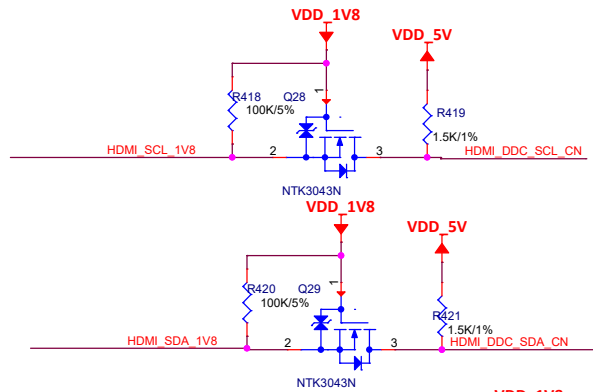 VDD_1V8
VDD_5V
R418
100K/5%
Q28
1
R419
1.5K/1%
HDMI_SCL_1V8
2
3
HDMI_DDC_SCL_CN
NTK3043N
VDD_1V8
VDD_5V
R420
100K/5%
Q29
1
R421
1.5K/1%
HDMI_SDA_1V8
2
3
HDMI_DDC_SDA_CN
NTK3043N